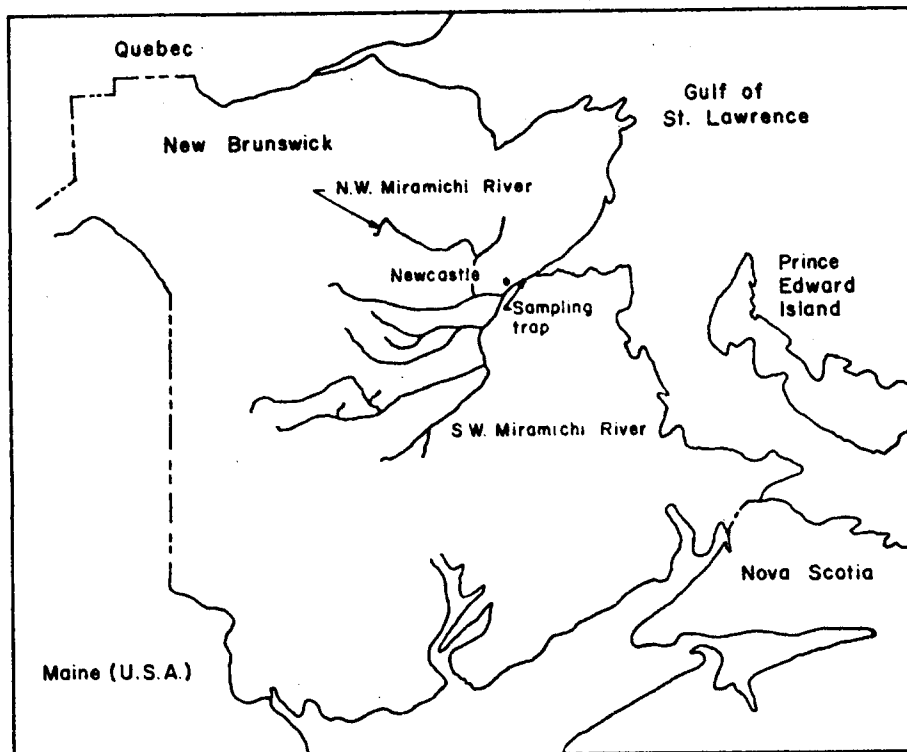 Quebec
Gulf of
St. Lawrence
New Brunswick
N.W. Miramichi River
Newcastle
Prince
Edward
Island
Sampling
trap
S.W. Miramichi River
Nova Scotia
Maine (U.S.A.)